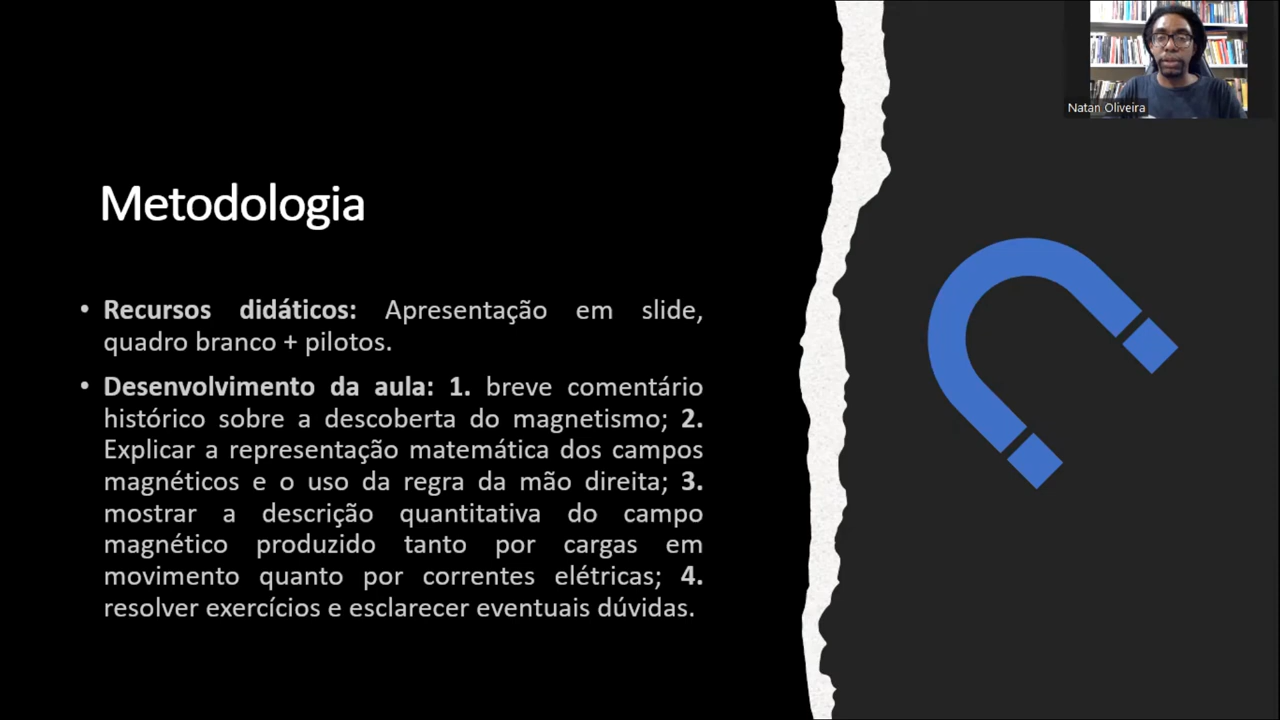 Natan Oliveira
Metodologia
• Recursos didáticos: Apresentação em slide,
quadro branco + pilotos.
• Desenvolvimento da aula: 1. breve comentário
histórico sobre a descoberta do magnetismo; 2.
Explicar a representação matemática dos campos
magnéticos e o uso da regra da mão direita; 3.
mostrar a descrição quantitativa do campo
magnético produzido tanto por cargas em
movimento quanto por correntes elétricas; 4.
resolver exercícios e esclarecer eventuais dúvidas.